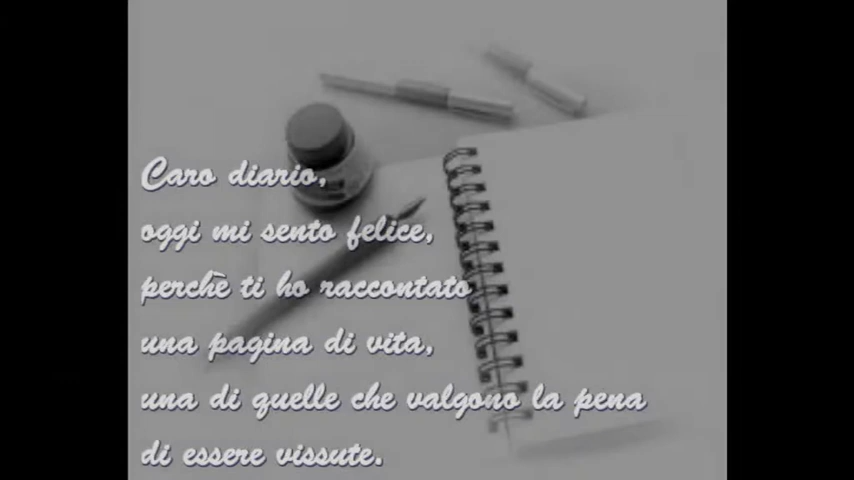 Caro diario,
oggi mi sento felice,
perchè ti ho raccontato
una pagina di vita,
una di quelle che valgono la pena
di essere vissute.